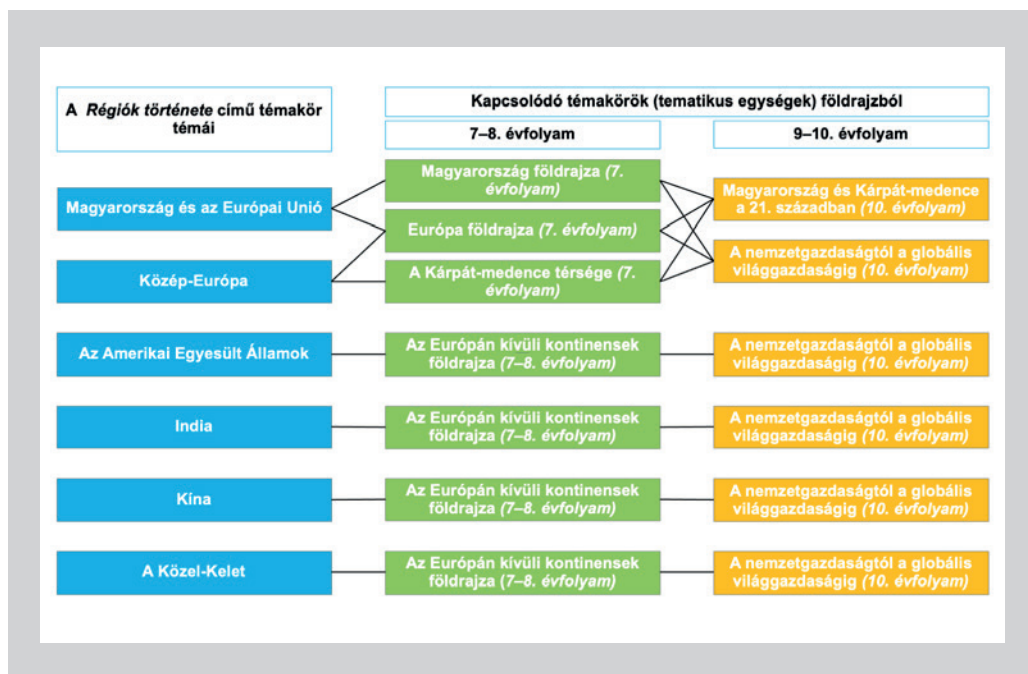 A Régiók története című témakör
témái
Kapcsolódó témakörök (tematikus egységek) földrajzból
7–8. évfolyam
9–10. évfolyam
Magyarország és az Európai Unió
Közép-Európa
Magyarország földrajza (7.
évfolyam)
Európa földrajza (7. évfolyam)
A Kárpát-medence térsége (7.
évfolyam)
Magyarország és Kárpát-medence
a 21. században (10. évfolyam)
A nemzetgazdaságtól a globális
világgazdaságig (10. évfolyam)
Az Amerikai Egyesült Államok
Az Európán kívüli kontinensek
földrajza (7–8. évfolyam)
A nemzetgazdaságtól a globális
világgazdaságig (10. évfolyam)
India
Az Európán kívüli kontinensek
földrajza (7–8. évfolyam)
A nemzetgazdaságtól a globális
világgazdaságig (10. évfolyam)
Kína
Az Európán kívüli kontinensek
földrajza (7–8. évfolyam)
A nemzetgazdaságtól a globális
világgazdaságig (10. évfolyam)
A Közel-Kelet
Az Európán kívüli kontinensek
földrajza (7–8. évfolyam)
A nemzetgazdaságtól a globális
világgazdaságig (10. évfolyam)